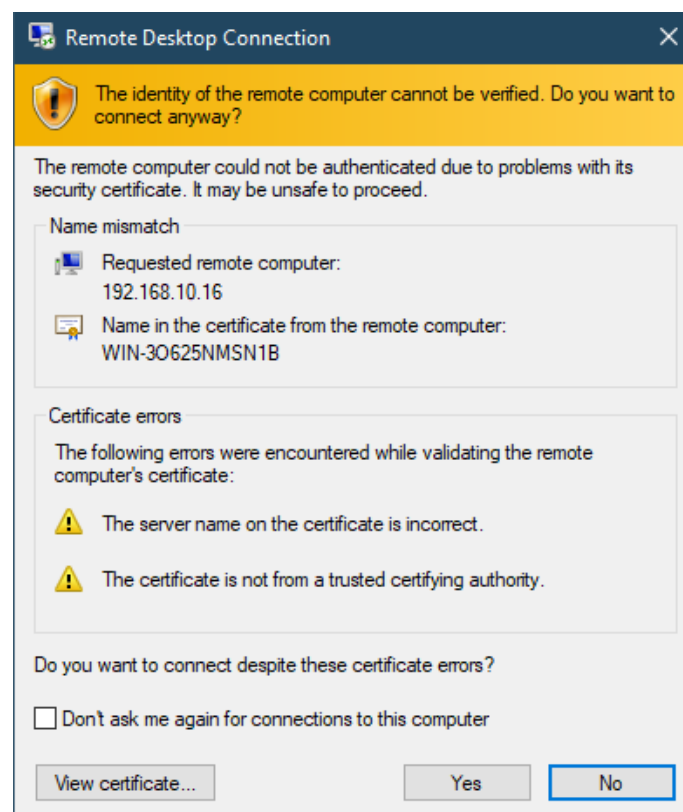 Remote Desktop Connection
The identity of the remote computer cannot be verified. Do you want to
connect anyway?
The remote computer could not be authenticated due to problems with its
security certificate. It may be unsafe to proceed.
Name mismatch
Requested remote computer:
192.168.10.16
Name in the certificate from the remote computer:
WIN-3O625NMSN1B
Certificate errors
The following errors were encountered while validating the remote
computer's certificate:
The server name on the certificate is incorrect.
The certificate is not from a trusted certifying authority.
Do you want to connect despite these certificate errors?
Don't ask me again for connections to this computer
View certificate...
Yes
No